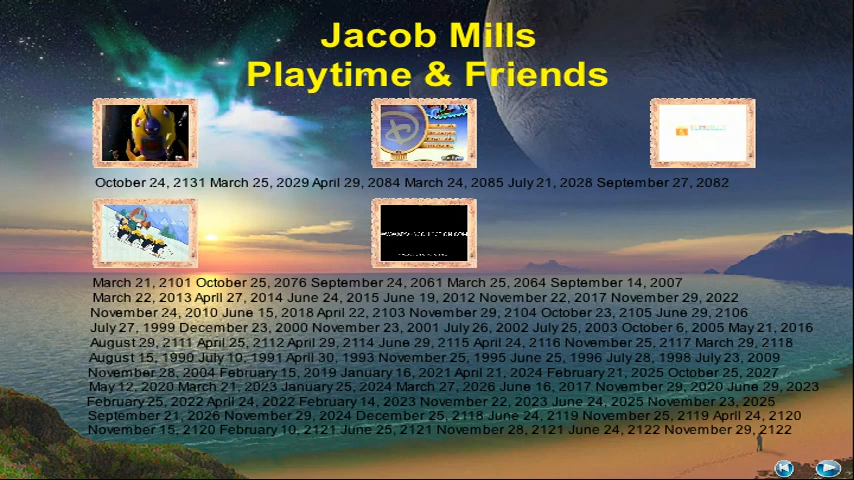 Jacob Mills
Playtime & Friends
October 24, 2131 March 25, 2029 April 29, 2084 March 24, 2085 July 21, 2028 September 27, 2082
March 21, 2101 October 25, 2076 September 24, 2061 March 25, 2064 September 14, 2007
March 22, 2013 April 27, 2014 June 24, 2015 June 19, 2012 November 22, 2017 November 29, 2022
November 24, 2010 June 15, 2018 April 22, 2103 November 29, 2104 October 23, 2105 June 29, 2106
July 27, 1999 December 23, 2000 November 23, 2001 July 26, 2002 July 25, 2003 October 6, 2005 May 21, 2016
August 29, 2111 April 25, 2112 April 29, 2114 June 29, 2115 April 24, 2116 November 25, 2117 March 29, 2118
August 15, 1990 July 10, 1991 April 30, 1993 November 25, 1995 June 25, 1996 July 28, 1998 July 23, 2009
November 28, 2004 February 15, 2019 January 16, 2021 April 21, 2024 February 21, 2025 October 25, 2027
May 12, 2020 March 21, 2023 January 25, 2024 March 27, 2026 June 16, 2017 November 29, 2020 June 29, 2023
February 25, 2022 April 24, 2022 February 14, 2023 November 22, 2023 June 24, 2025 November 23, 2025
September 21, 2026 November 29, 2024 December 25, 2118 June 24, 2119 November 25, 2119 April 24, 2120
November 15, 2120 February 10, 2121 June 25, 2121 November 28, 2121 June 24, 2122 November 29, 2122